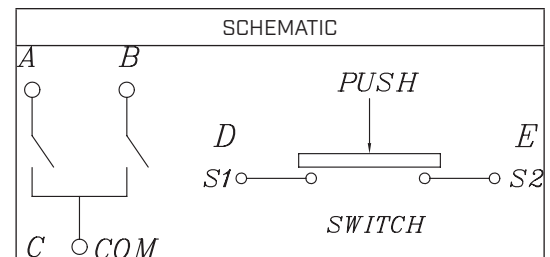 SCHEMATIC
A B
PUSH
D E
S1 S2
SWITCH
C COM